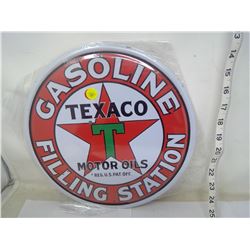 GASOLINE
TEXACO
T
MOTOR OILS
*REG. U.S. PAT. OFF.
FILLING STATION
13
14
15
16
17
18
19
20
21
22
23
24
25